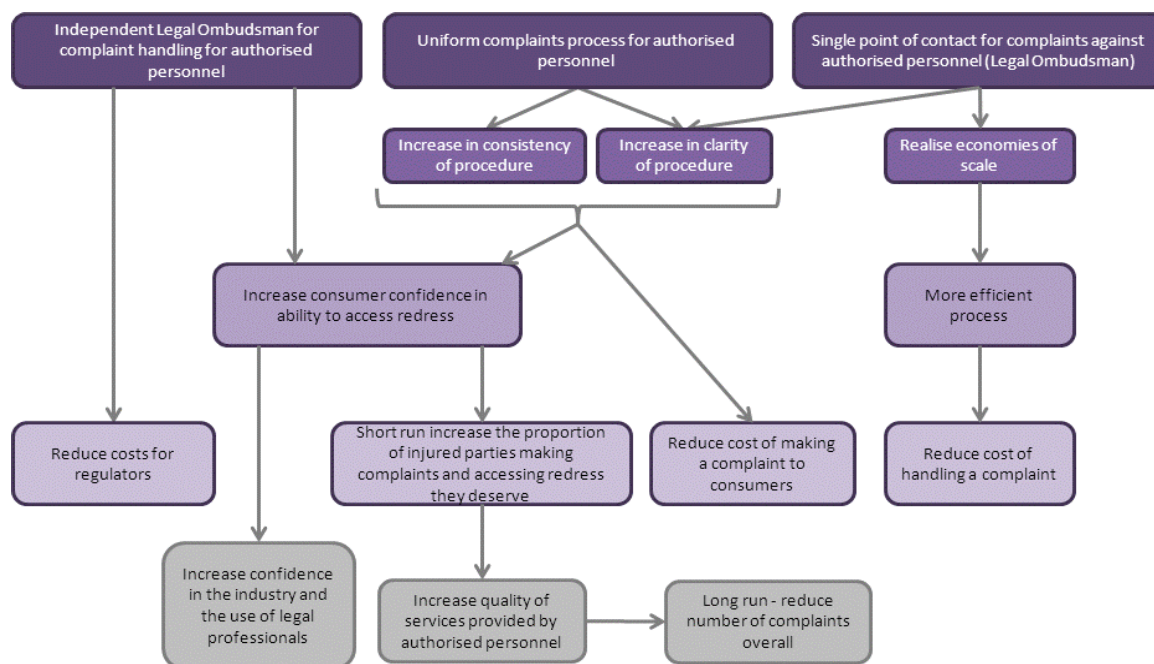 Independent Legal Ombudsman
for complaint handling for authorised
personnel
Uniform complaints process for authorised
personnel
Single point of contact for complaints against
authorised personnel (Legal Ombudsman)
Increase in consistency
of procedure
Increase in clarity
of procedure
Realise economies of
scale
Increase consumer confidence in
ability to access redress
More efficient
process
Reduce costs for
regulators
Short run increase the proportion
of injured parties making
complaints and accessing redress
they deserve
Reduce cost of making
a complaint to
consumers
Reduce cost of
handling a complaint
Increase confidence
in the industry and
the use of legal
professionals
Increase quality of
services provided by
authorised personnel
Long run - reduce
number of complaints
overall